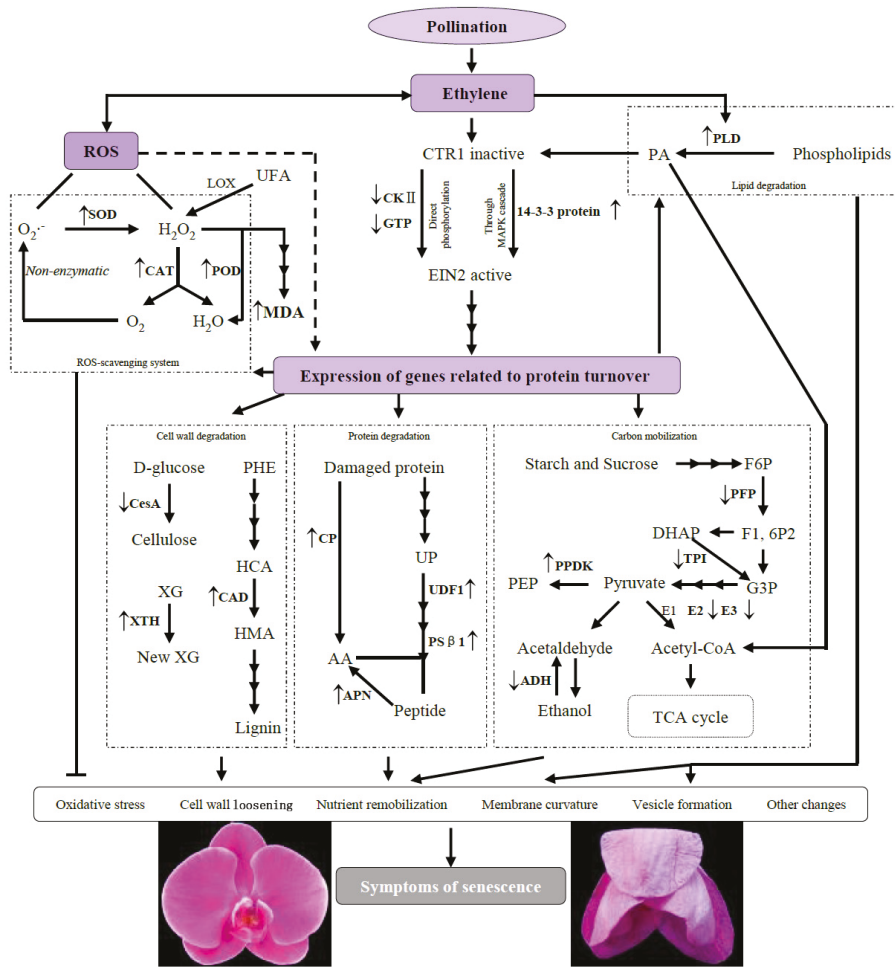 Pollination
Ethylene
ROS
CTR1 inactive
PA
↑PLD
Phospholipids
Lipid degradation
LOX
UFA
O₂·⁻
↑SOD
H₂O₂
Non-enzymatic
↑CAT
↑POD
O₂
H₂O
↑MDA
ROS-scavenging system
↓CKⅡ
↓GTP
Direct
phosphorylation
Through
MAPK cascade
14-3-3 protein ↑
EIN2 active
Expression of genes related to protein turnover
Cell wall degradation
D-glucose
PHE
↓CesA
Cellulose
HCA
XG
↑CAD
↑XTH
HMA
New XG
Lignin
Protein degradation
Damaged protein
↑CP
UP
UDF1↑
PSβ1↑
AA
↑APN
Peptide
Carbon mobilization
Starch and Sucrose
F6P
↓PFP
DHAP
F1, 6P2
↓TPI
↑PPDK
PEP
Pyruvate
G3P
E1
E2↓
E3↓
Acetaldehyde
Acetyl-CoA
↓ADH
Ethanol
TCA cycle
Oxidative stress
Cell wall loosening
Nutrient remobilization
Membrane curvature
Vesicle formation
Other changes
Symptoms of senescence